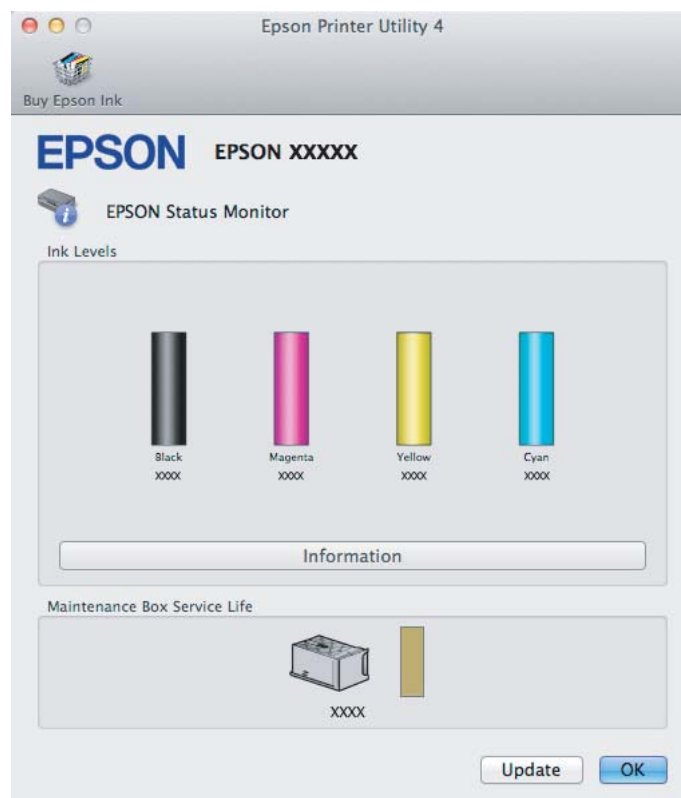 Epson Printer Utility 4
Buy Epson Ink
EPSON EPSON XXXXX
EPSON Status Monitor
Ink Levels
Black Magenta Yellow Cyan
XXXX XXXX XXXX XXXX
Information
Maintenance Box Service Life
XXXX
Update OK